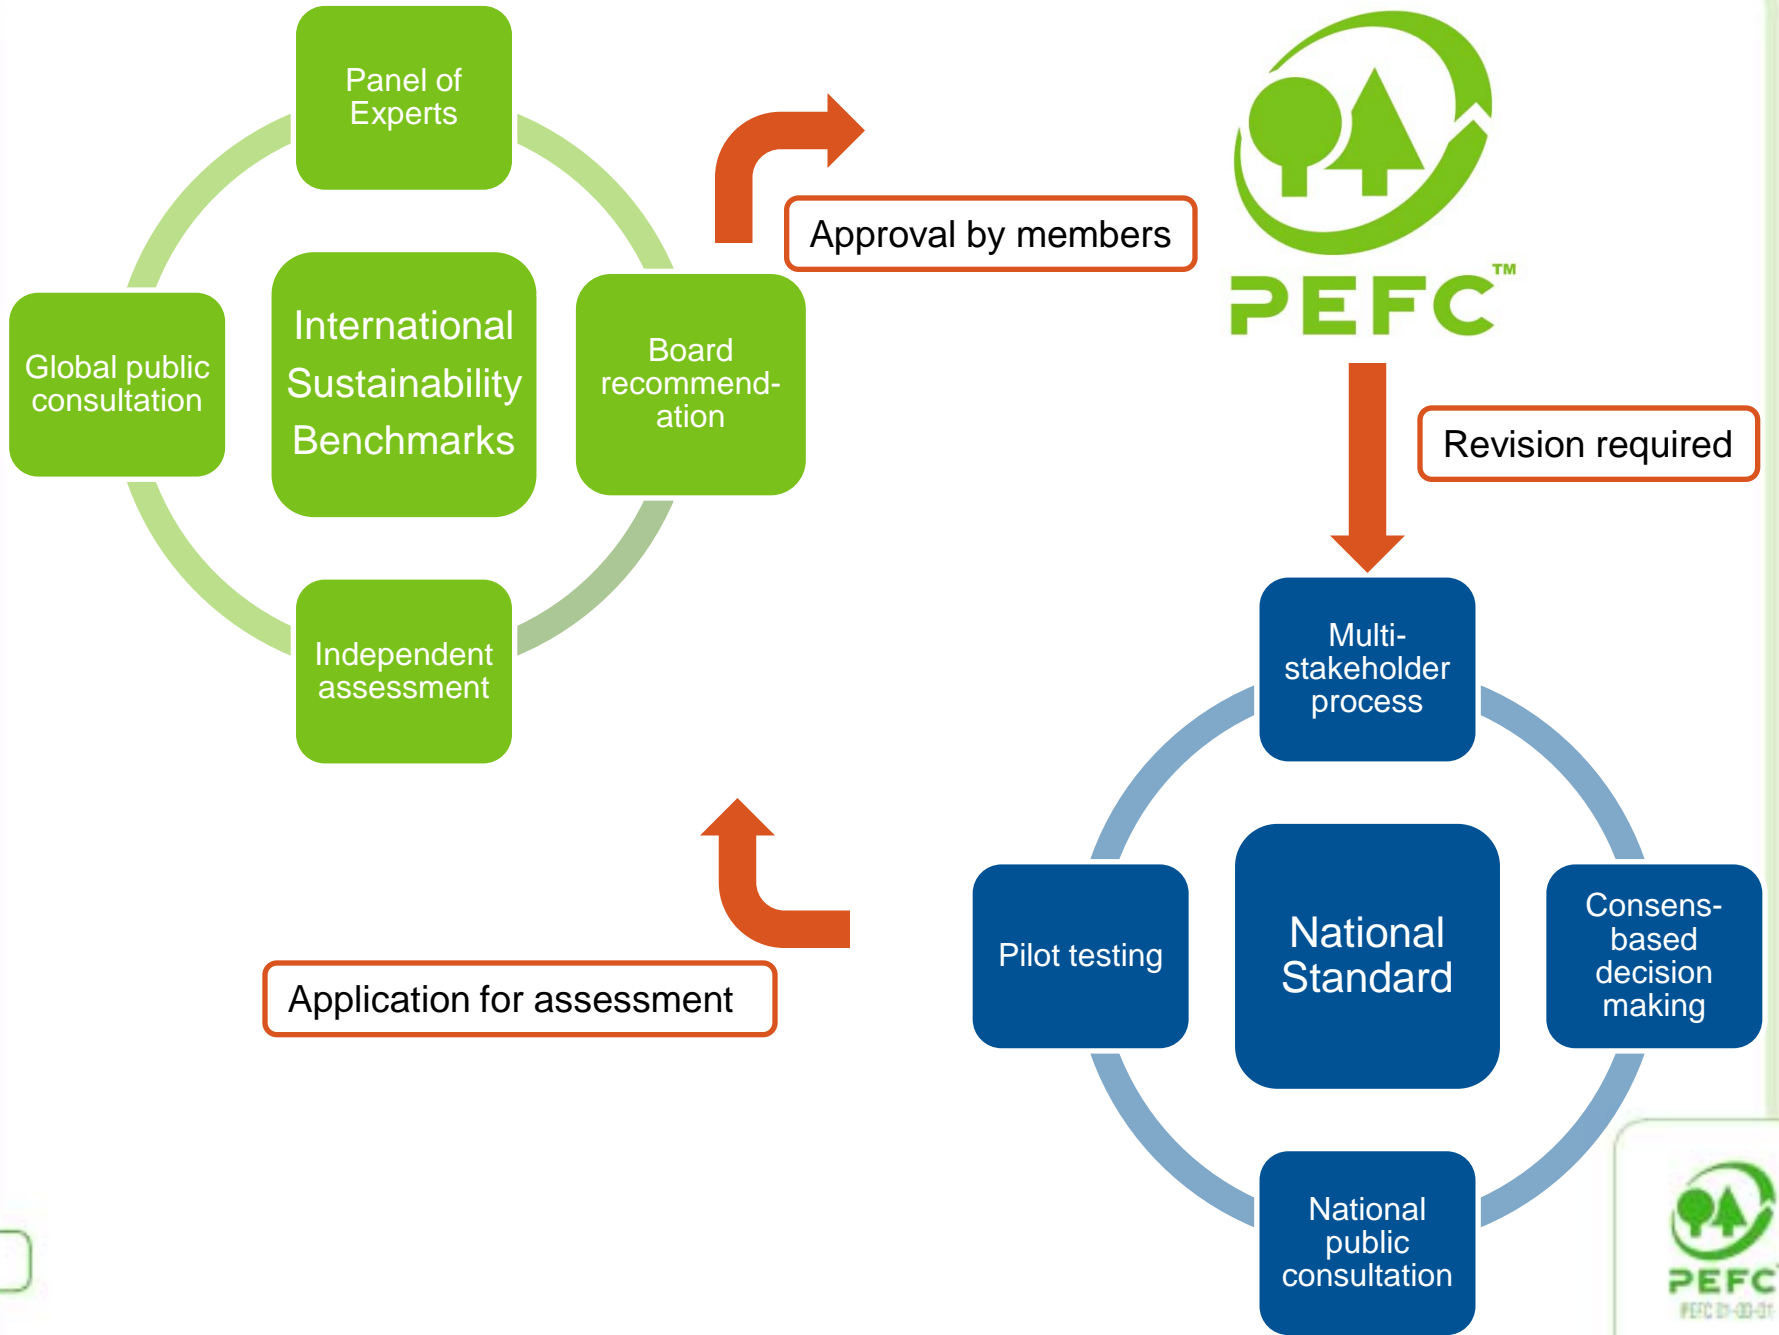 Panel of
Experts
Approval by members
International
Sustainability
Benchmarks
Global public
consultation
Board
recommend-
ation
Independent
assessment
PEFC™
Revision required
Multi-
stakeholder
process
National
Standard
Pilot testing
Consens-
based
decision
making
National
public
consultation
Application for assessment
PEFC